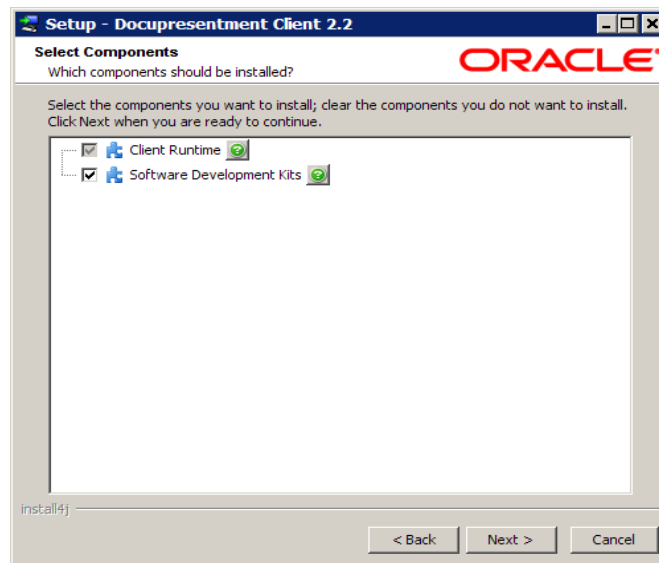 Setup - Docupresentment Client 2.2
Select Components
Which components should be installed?
ORACLE
Select the components you want to install; clear the components you do not want to install.
Click Next when you are ready to continue.
Client Runtime
Software Development Kits
install4j
< Back
Next >
Cancel